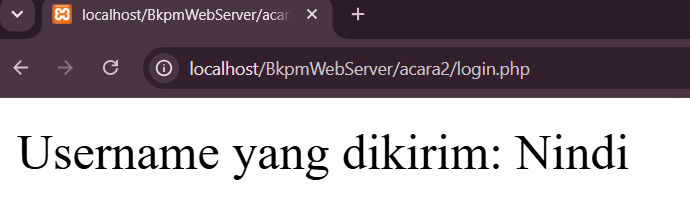 localhost/BkpmWebServer/acar
localhost/BkpmWebServer/acara2/login.php
Username yang dikirim: Nindi